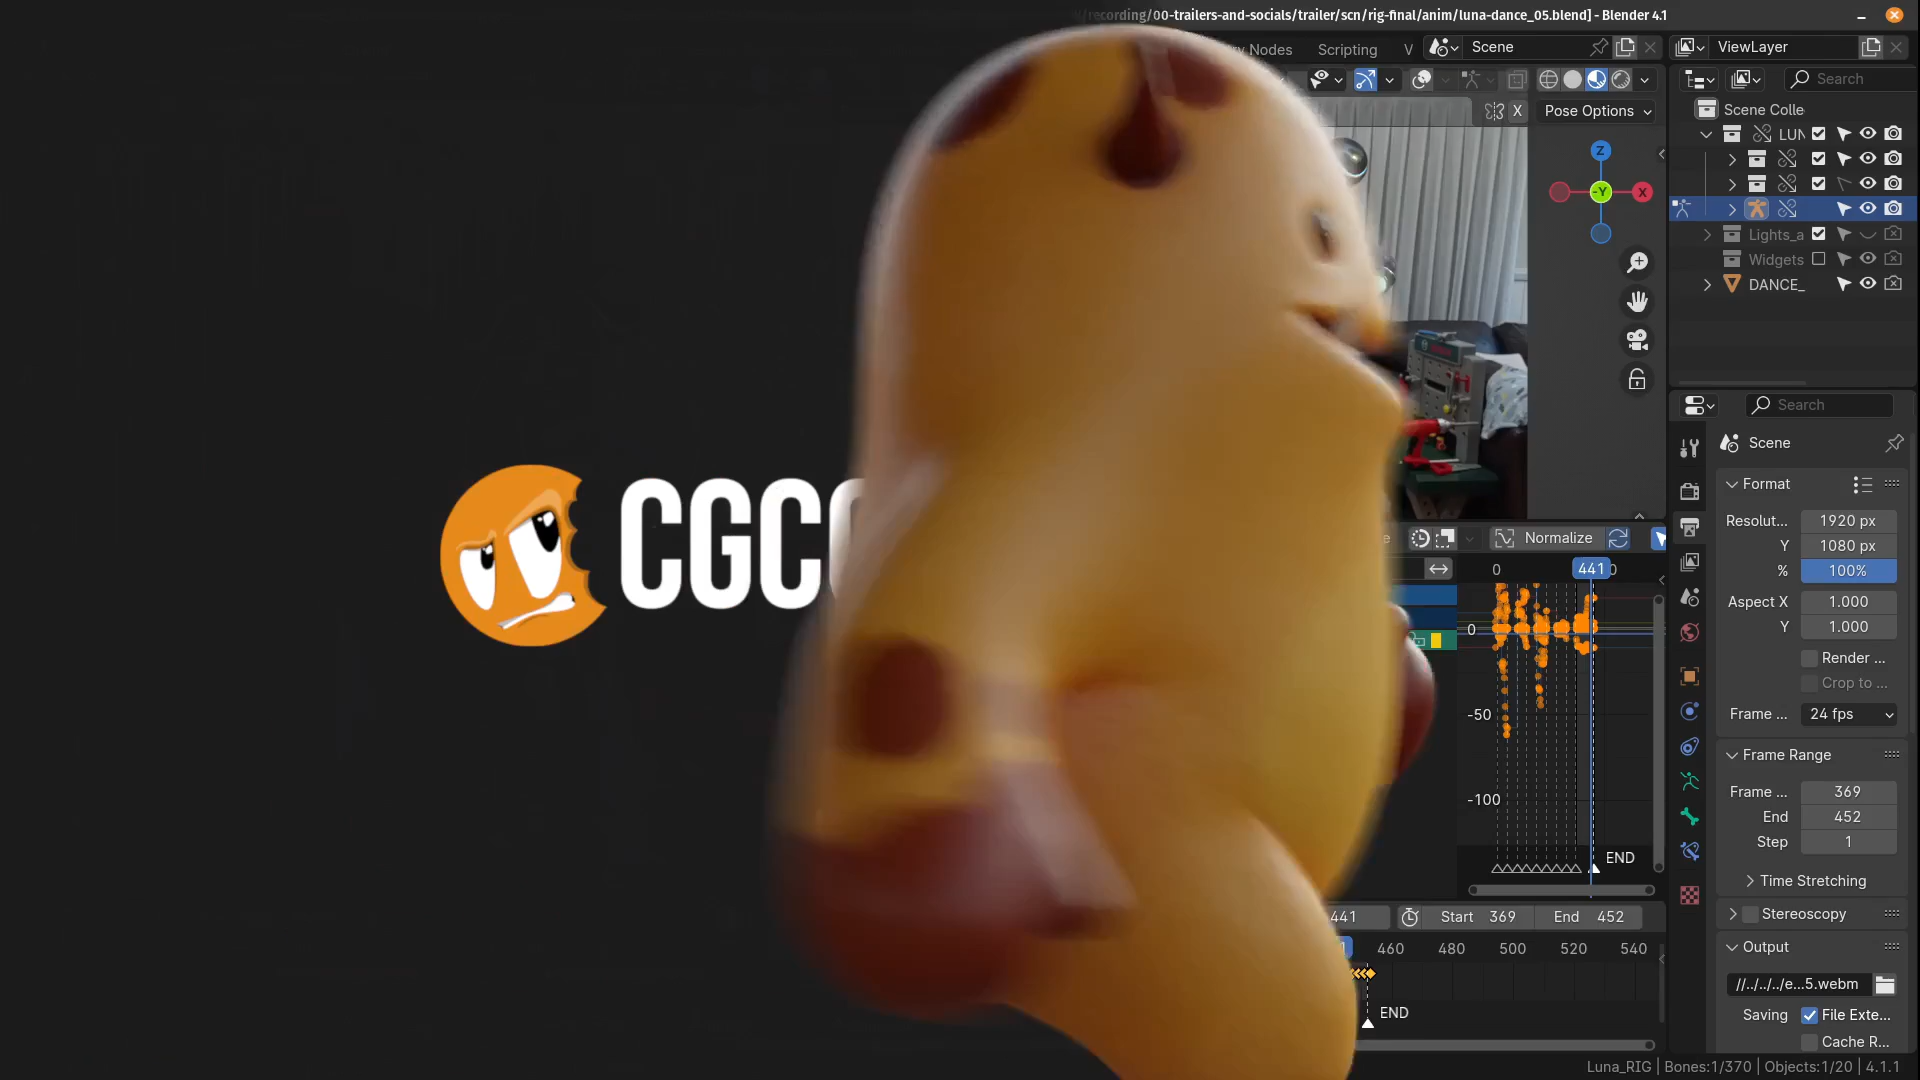 /recording/00-trailers-and-socials/trailer/scn/rig-final/anim/luna-dance_05.blend] - Blender 4.1
Nodes
Scripting
V
Scene
ViewLayer
Search
X
Pose Options
Z
-Y
X
Scene Colle
LUN
Lights_a
Widgets
DANCE_
Search
Scene
CGC
Format
Resolut... 1920 px
Y 1080 px
% 100%
Aspect X 1.000
Y 1.000
Render ...
Crop to ...
Frame ... 24 fps
Frame Range
Frame ... 369
End 452
Step 1
Time Stretching
Stereoscopy
Output
//../../../e...5.webm
Saving File Exte...
Cache R...
Normalize
0 441
0
-50
-100
END
441 Start 369 End 452
460 480 500 520 540
END
Luna_RIG | Bones:1/370 | Objects:1/20 | 4.1.1